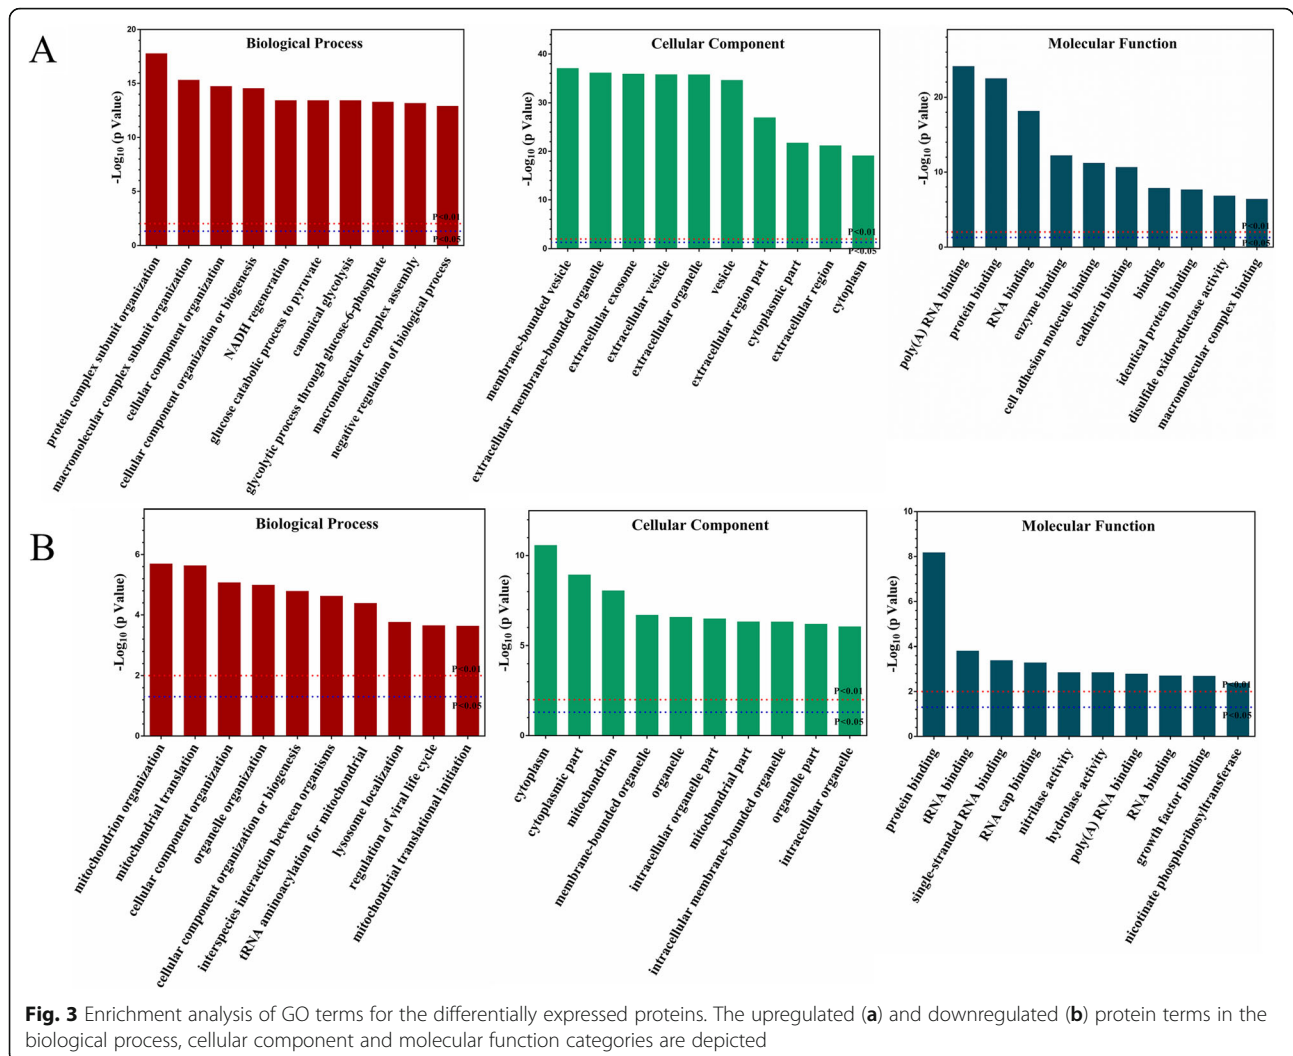 A
Biological Process
-Log10 (p Value)
20
15
10
5
0
P<0.01
P<0.05
protein complex subunit organization
macromolecular complex subunit organization
cellular component organization
cellular component organization or biogenesis
NADH regeneration
glucose catabolic process to pyruvate
canonical glycolysis
glycolytic process through glucose-6-phosphate
macromolecular complex assembly
negative regulation of biological process
Cellular Component
-Log10 (p Value)
40
30
20
10
0
P<0.01
P<0.05
membrane-bounded vesicle
extracellular membrane-bounded organelle
extracellular exosome
extracellular vesicle
extracellular organelle
vesicle
extracellular region part
cytoplasmic part
extracellular region
cytoplasm
Molecular Function
-Log10 (p Value)
20
10
0
P<0.01
P<0.05
poly(A) RNA binding
protein binding
RNA binding
enzyme binding
cell adhesion molecule binding
cadherin binding
binding
identical protein binding
disulfide oxidoreductase activity
macromolecular complex binding
B
Biological Process
-Log10 (p Value)
6
4
2
0
P<0.01
P<0.05
mitochondrion organization
mitochondrial translation
cellular component organization
organelle organization
cellular component organization or biogenesis
interspecies interaction between organisms
tRNA aminoacylation for mitochondrial
lysosome localization
regulation of viral life cycle
mitochondrial translational initiation
Cellular Component
-Log10 (p Value)
10
5
0
P<0.01
P<0.05
cytoplasm
cytoplasmic part
mitochondrion
membrane-bounded organelle
organelle
intracellular organelle part
mitochondrial part
intracellular membrane-bounded organelle
organelle part
intracellular organelle
Molecular Function
-Log10 (p Value)
10
8
6
4
2
0
P<0.01
P<0.05
protein binding
tRNA binding
single-stranded RNA binding
RNA cap binding
nitrilase activity
hydrolase activity
poly(A) RNA binding
RNA binding
growth factor binding
nicotinate phosphoribosyltransferase
Fig. 3 Enrichment analysis of GO terms for the differentially expressed proteins. The upregulated (a) and downregulated (b) protein terms in the
biological process, cellular component and molecular function categories are depicted